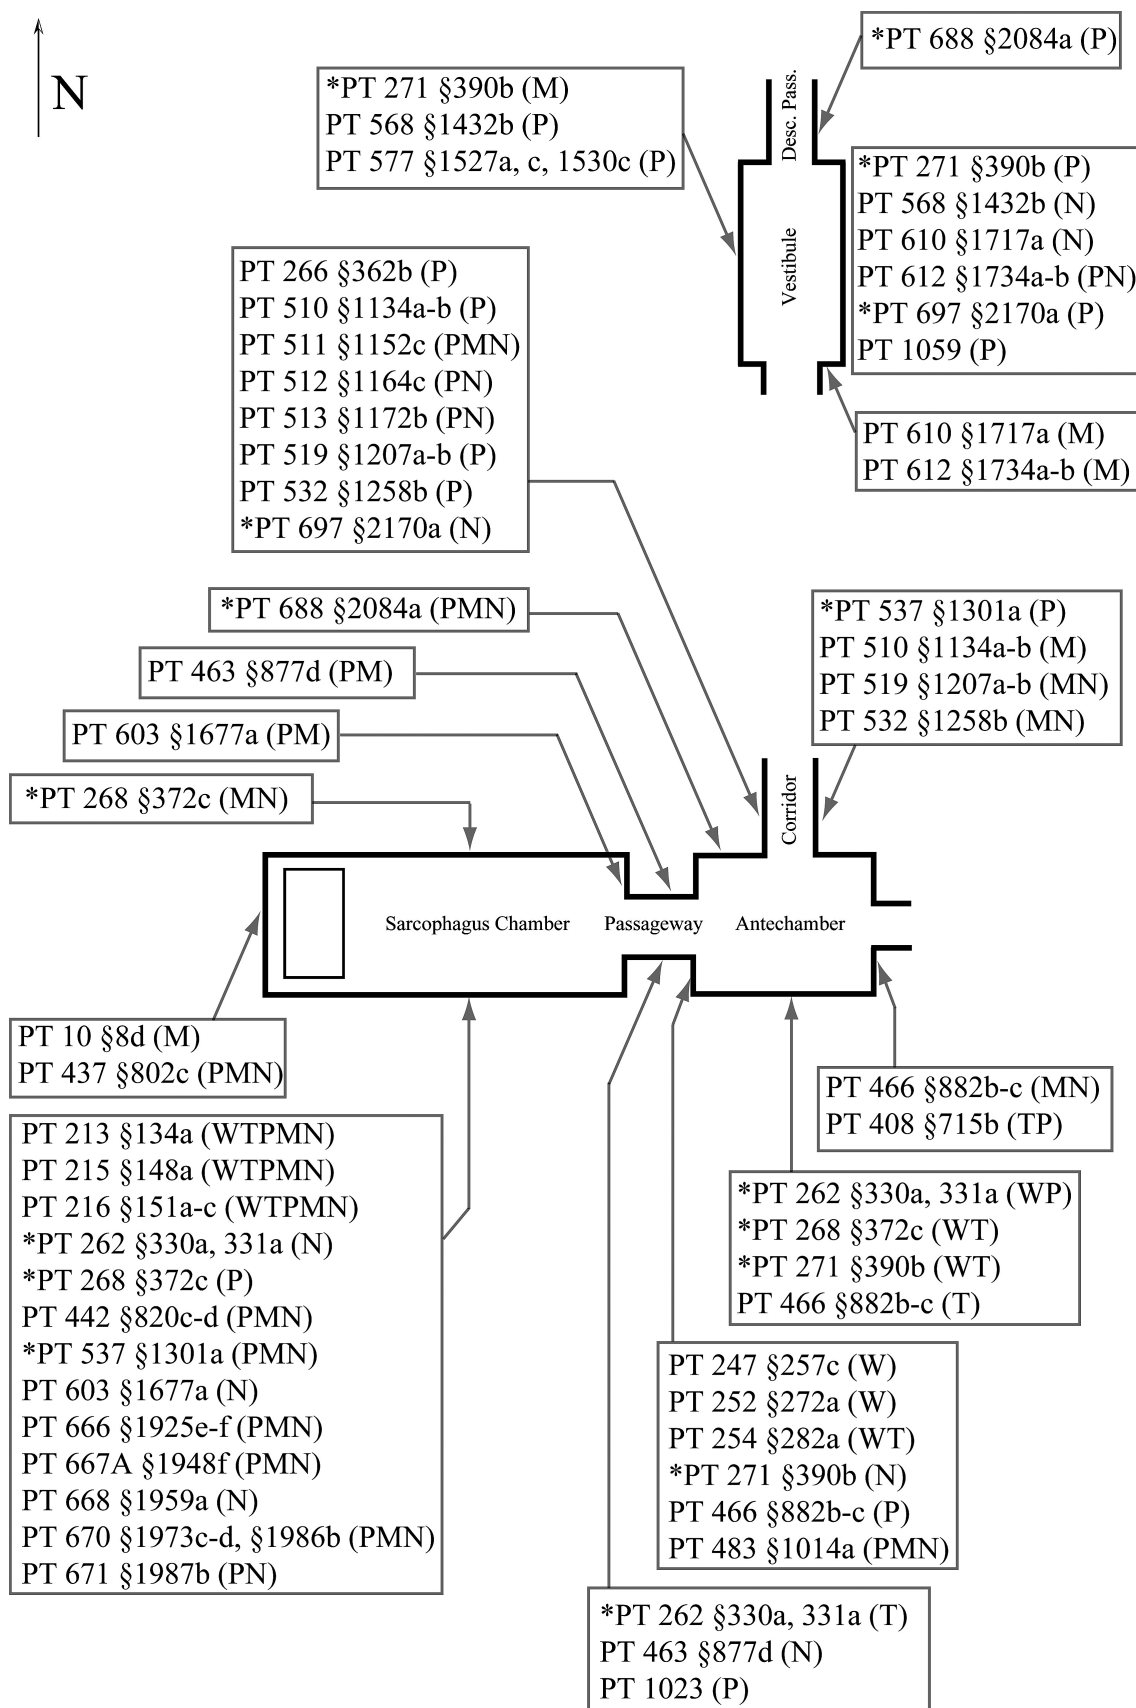 *PT 688 §2084a (P)
N
*PT 271 §390b (M)
PT 568 §1432b (P)
PT 577 §1527a, c, 1530c (P)
Desc. Pass.
Vestibule
*PT 271 §390b (P)
PT 568 §1432b (N)
PT 610 §1717a (N)
PT 612 §1734a-b (PN)
*PT 697 §2170a (P)
PT 1059 (P)
PT 266 §362b (P)
PT 510 §1134a-b (P)
PT 511 §1152c (PMN)
PT 512 §1164c (PN)
PT 513 §1172b (PN)
PT 519 §1207a-b (P)
PT 532 §1258b (P)
*PT 697 §2170a (N)
PT 610 §1717a (M)
PT 612 §1734a-b (M)
*PT 688 §2084a (PMN)
*PT 537 §1301a (P)
PT 510 §1134a-b (M)
PT 519 §1207a-b (MN)
PT 532 §1258b (MN)
PT 463 §877d (PM)
PT 603 §1677a (PM)
*PT 268 §372c (MN)
Corridor
Sarcophagus Chamber
Passageway
Antechamber
PT 10 §8d (M)
PT 437 §802c (PMN)
PT 466 §882b-c (MN)
PT 408 §715b (TP)
PT 213 §134a (WTPMN)
PT 215 §148a (WTPMN)
PT 216 §151a-c (WTPMN)
*PT 262 §330a, 331a (N)
*PT 268 §372c (P)
PT 442 §820c-d (PMN)
*PT 537 §1301a (PMN)
PT 603 §1677a (N)
PT 666 §1925e-f (PMN)
PT 667A §1948f (PMN)
PT 668 §1959a (N)
PT 670 §1973c-d, §1986b (PMN)
PT 671 §1987b (PN)
*PT 262 §330a, 331a (WP)
*PT 268 §372c (WT)
*PT 271 §390b (WT)
PT 466 §882b-c (T)
PT 247 §257c (W)
PT 252 §272a (W)
PT 254 §282a (WT)
*PT 271 §390b (N)
PT 466 §882b-c (P)
PT 483 §1014a (PMN)
*PT 262 §330a, 331a (T)
PT 463 §877d (N)
PT 1023 (P)